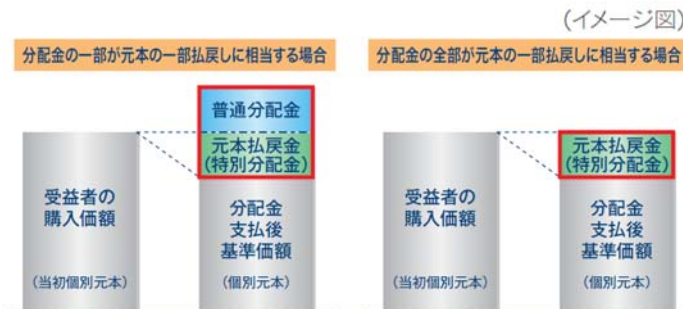 (イメージ図)
分配金の一部が元本の一部払戻しに相当する場合
普通分配金
元本払戻金
(特別分配金)
受益者の
購入価額
(当初個別元本)
分配金
支払後
基準価額
(個別元本)
分配金の全部が元本の一部払戻しに相当する場合
元本払戻金
(特別分配金)
受益者の
購入価額
(当初個別元本)
分配金
支払後
基準価額
(個別元本)